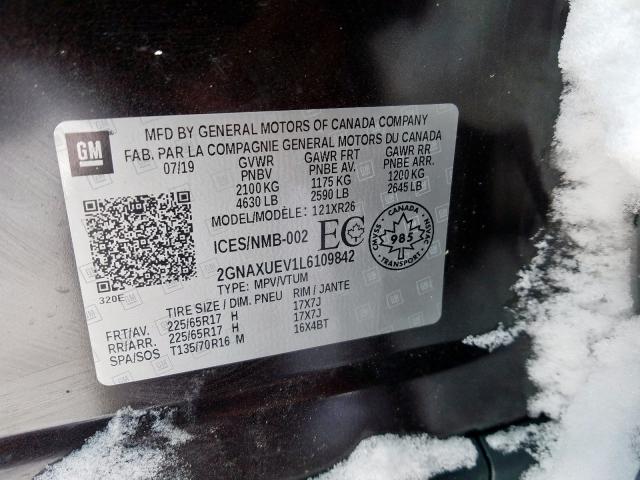 GM
MFD BY GENERAL MOTORS OF CANADA COMPANY
FAB. PAR LA COMPAGNIE GENERAL MOTORS DU CANADA
07/19 GVWR GAWR FRT GAWR RR
PNBV PNBE AV. PNBE ARR.
2100 KG 1175 KG 1200 KG
4630 LB 2590 LB 2645 LB
MODEL/MODÈLE: 121XR26
ICES/NMB-002 EC
CANADA
985
NSVAC
SVNMAC
2GNAXUEV1L6109842
TYPE: MPV/VTUM
320E
TIRE SIZE / DIM. PNEU RIM / JANTE
FRT/AV. 225/65R17 H 17X7J
RR/ARR. 225/65R17 H 17X7J
SPA/SOS T135/70R16 M 16X4BT